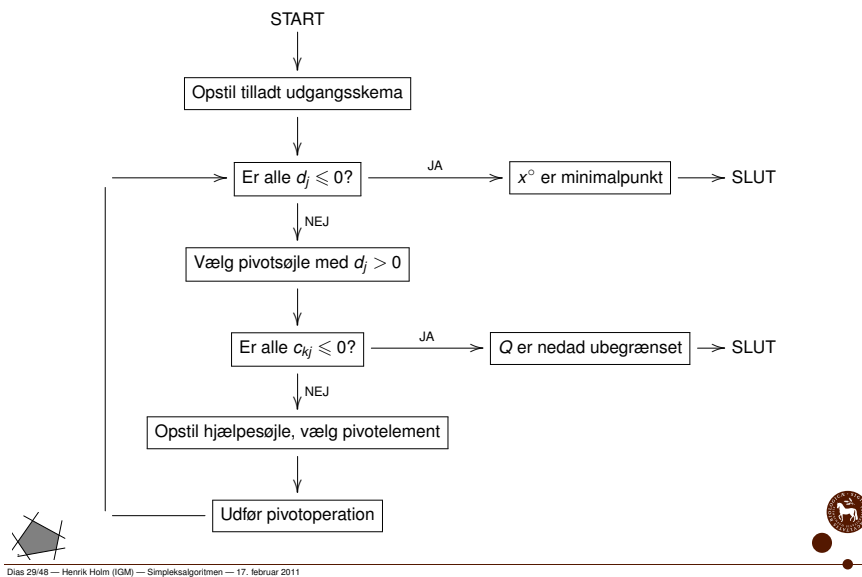 START
Opstil tilladt udgangsskema
Er alle dⱼ ⩽ 0?
JA
x° er minimalpunkt
SLUT
NEJ
Vælg pivotsøjle med dⱼ > 0
Er alle cₖⱼ ⩽ 0?
JA
Q er nedad ubegrænset
SLUT
NEJ
Opstil hjælpesøjle, vælg pivotelement
Udfør pivotoperation
Dias 29/48 — Henrik Holm (IGM) — Simpleksalgoritmen — 17. februar 2011